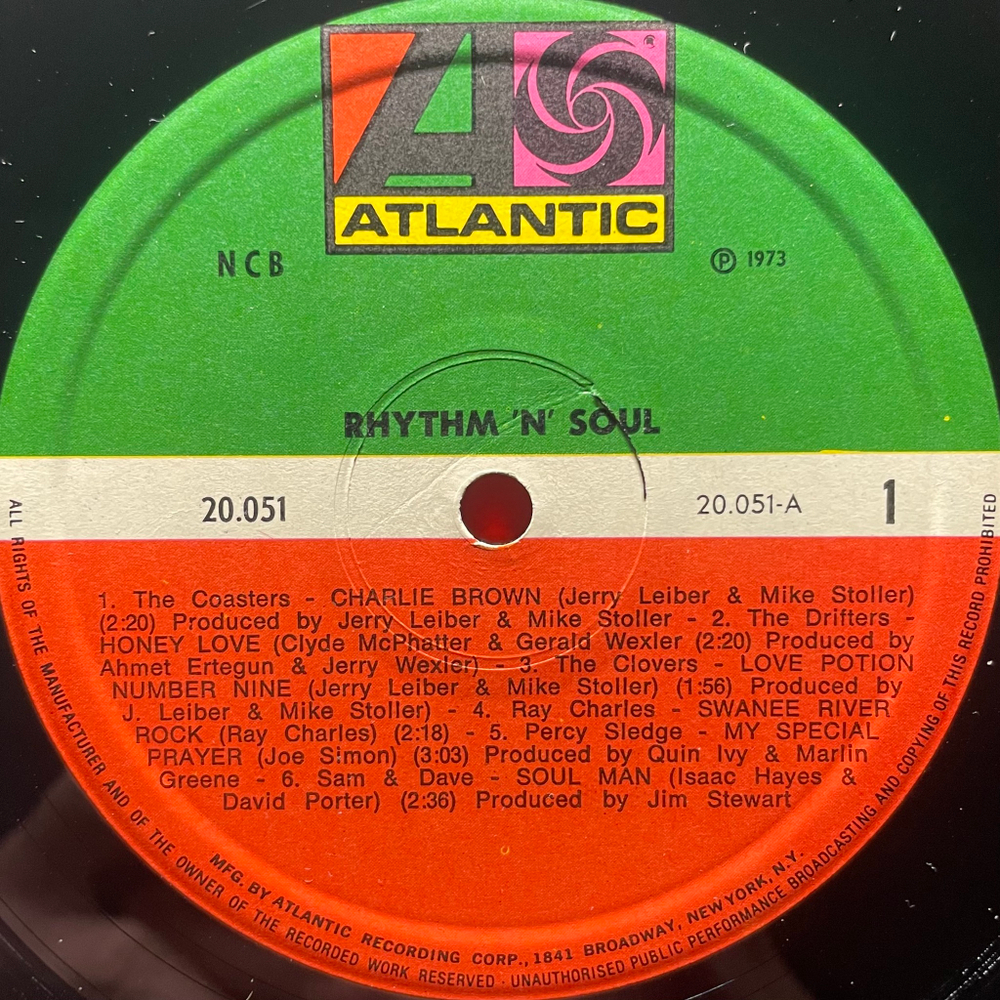 ®
ATLANTIC
NCB
Ⓟ 1973
RHYTHM 'N' SOUL
20.051
20.051-A
1
1. The Coasters - CHARLIE BROWN (Jerry Leiber & Mike Stoller)
(2:20) Produced by Jerry Leiber & Mike Stoller - 2. The Drifters -
HONEY LOVE (Clyde McPhatter & Gerald Wexler (2:20) Produced by
Ahmet Ertegun & Jerry Wexler) - 3. The Clovers - LOVE POTION
NUMBER NINE (Jerry Leiber & Mike Stoller) (1:56) Produced by
J. Leiber & Mike Stoller) - 4. Ray Charles - SWANEE RIVER
ROCK (Ray Charles) (2:18) - 5. Percy Sledge - MY SPECIAL
PRAYER (Joe Simon) (3:03) Produced by Quin Ivy & Marlin
Greene - 6. Sam & Dave - SOUL MAN (Isaac Hayes &
David Porter) (2:36) Produced by Jim Stewart
MFG. BY ATLANTIC RECORDING CORP., 1841 BROADWAY, NEW YORK, N.Y.
ALL RIGHTS OF THE MANUFACTURER AND OF THE OWNER OF THE RECORDED WORK RESERVED · UNAUTHORISED PUBLIC PERFORMANCE BROADCASTING AND COPYING OF THIS RECORD PROHIBITED